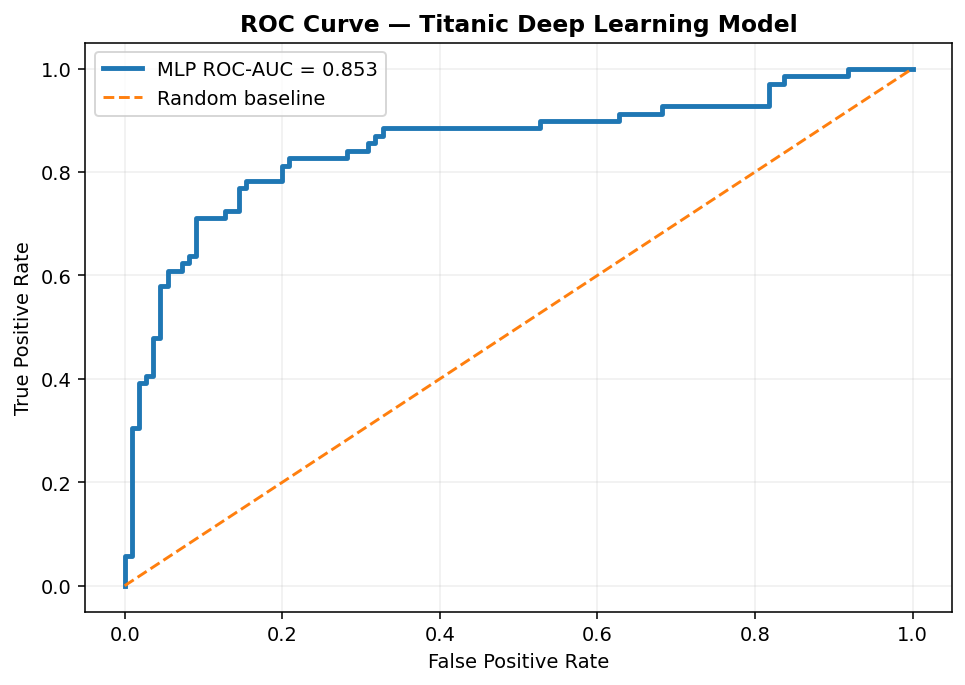 ROC Curve — Titanic Deep Learning Model
MLP ROC-AUC = 0.853
Random baseline
True Positive Rate
1.0
0.8
0.6
0.4
0.2
0.0
0.0 0.2 0.4 0.6 0.8 1.0
False Positive Rate